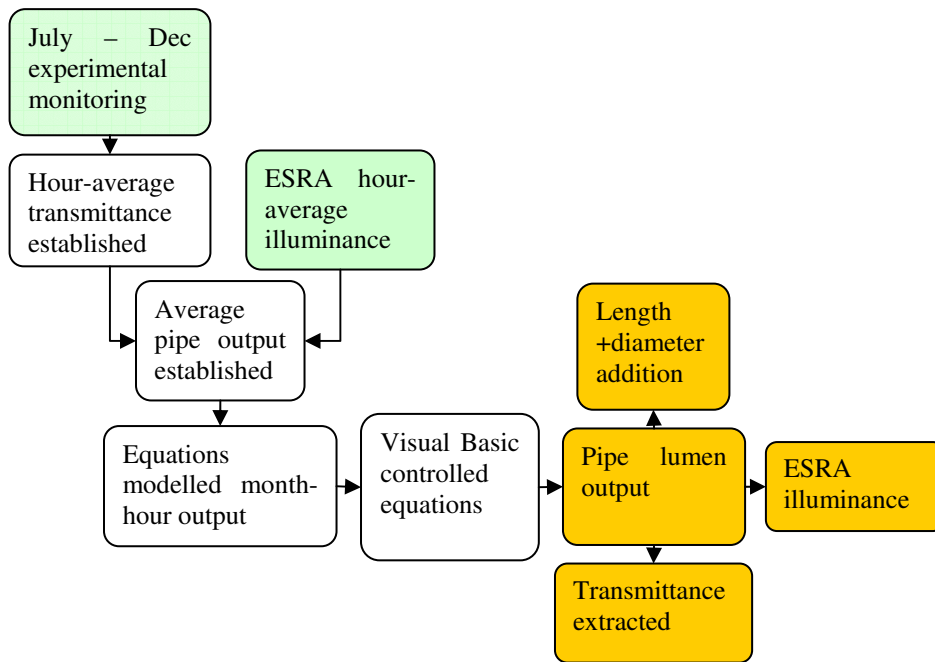 July – Dec
experimental
monitoring
Hour-average
transmittance
established
ESRA hour-
average
illuminance
Average
pipe output
established
Length
+diameter
addition
Equations
modelled month-
hour output
Visual Basic
controlled
equations
Pipe lumen
output
ESRA
illuminance
Transmittance
extracted